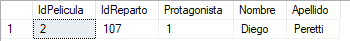 IdPelicula IdReparto Protagonista Nombre Apellido
1 2 107 1 Diego Peretti